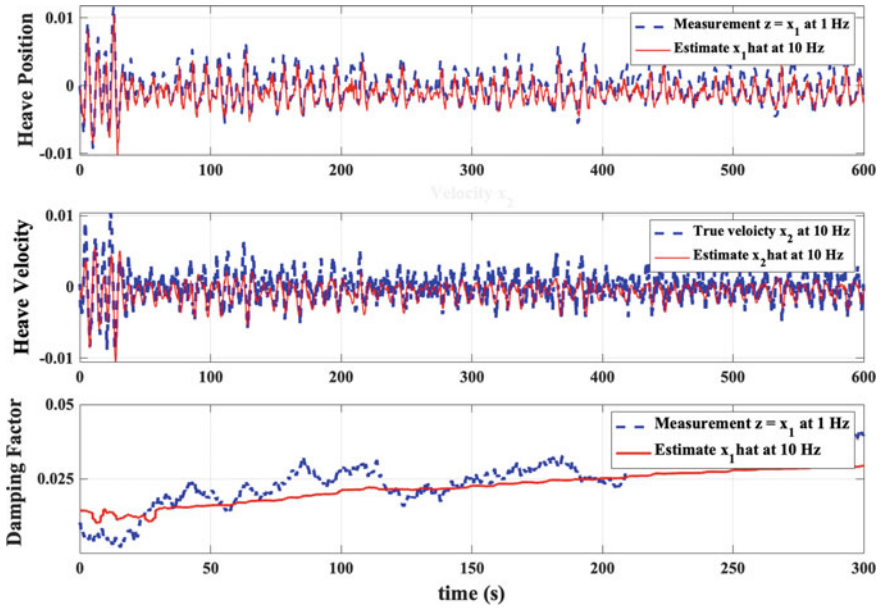 0.01
0
-0.01
Heave Position
Measurement z = x1 at 1 Hz
Estimate x1hat at 10 Hz
0 100 200 300 400 500 600
Velocity x2
0.01
0
-0.01
Heave Velocity
True veloicty x2 at 10 Hz
Estimate x2hat at 10 Hz
0 100 200 300 400 500 600
0.05
0.025
Damping Factor
Measurement z = x1 at 1 Hz
Estimate x1hat at 10 Hz
0 50 100 150 200 250 300
time (s)